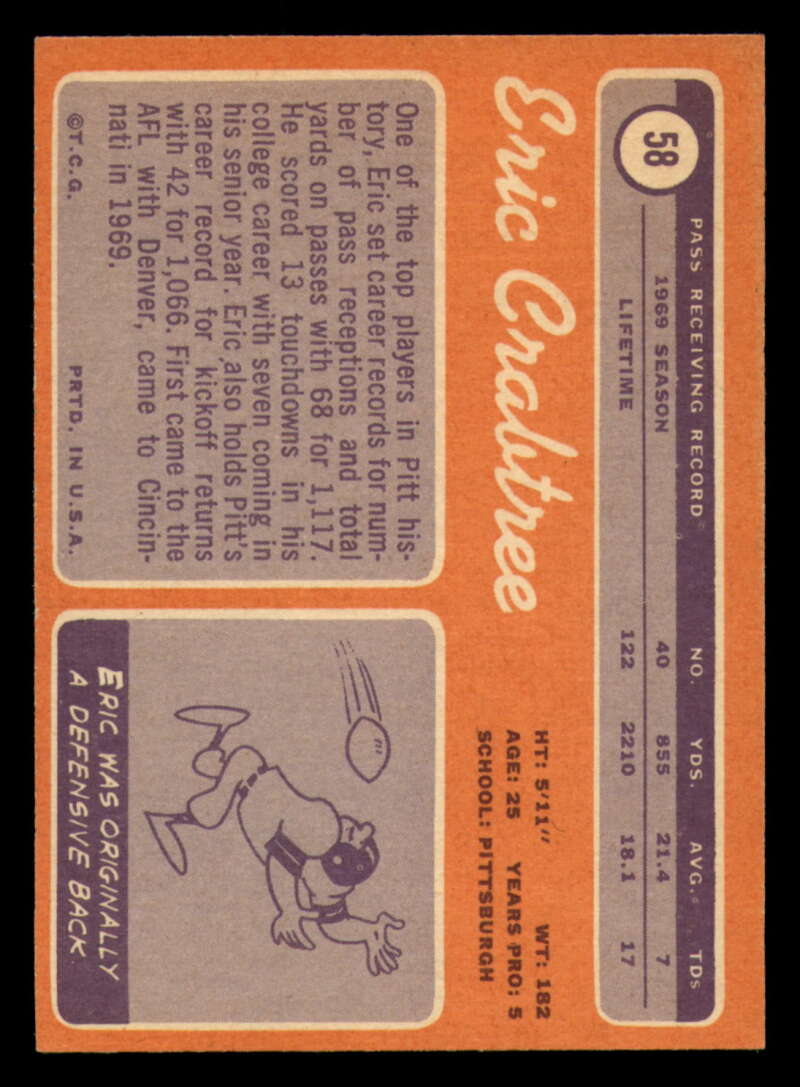 58
PASS RECEIVING RECORD NO. YDS. AVG. TDs
1969 SEASON 40 855 21.4 7
LIFETIME 122 2210 18.1 17
Eric Crabtree
HT: 5'11" WT: 182
AGE: 25 YEARS PRO: 5
SCHOOL: PITTSBURGH
One of the top players in Pitt his-
tory, Eric set career records for num-
ber of pass receptions and total
yards on passes with 68 for 1,117.
He scored 13 touchdowns in his
college career with seven coming in
his senior year. Eric also holds Pitt's
career record for kickoff returns
with 42 for 1,066. First came to the
AFL with Denver, came to Cincin-
nati in 1969.
©T.C.G. PRTD. IN U.S.A.
ERIC WAS ORIGINALLY
A DEFENSIVE BACK